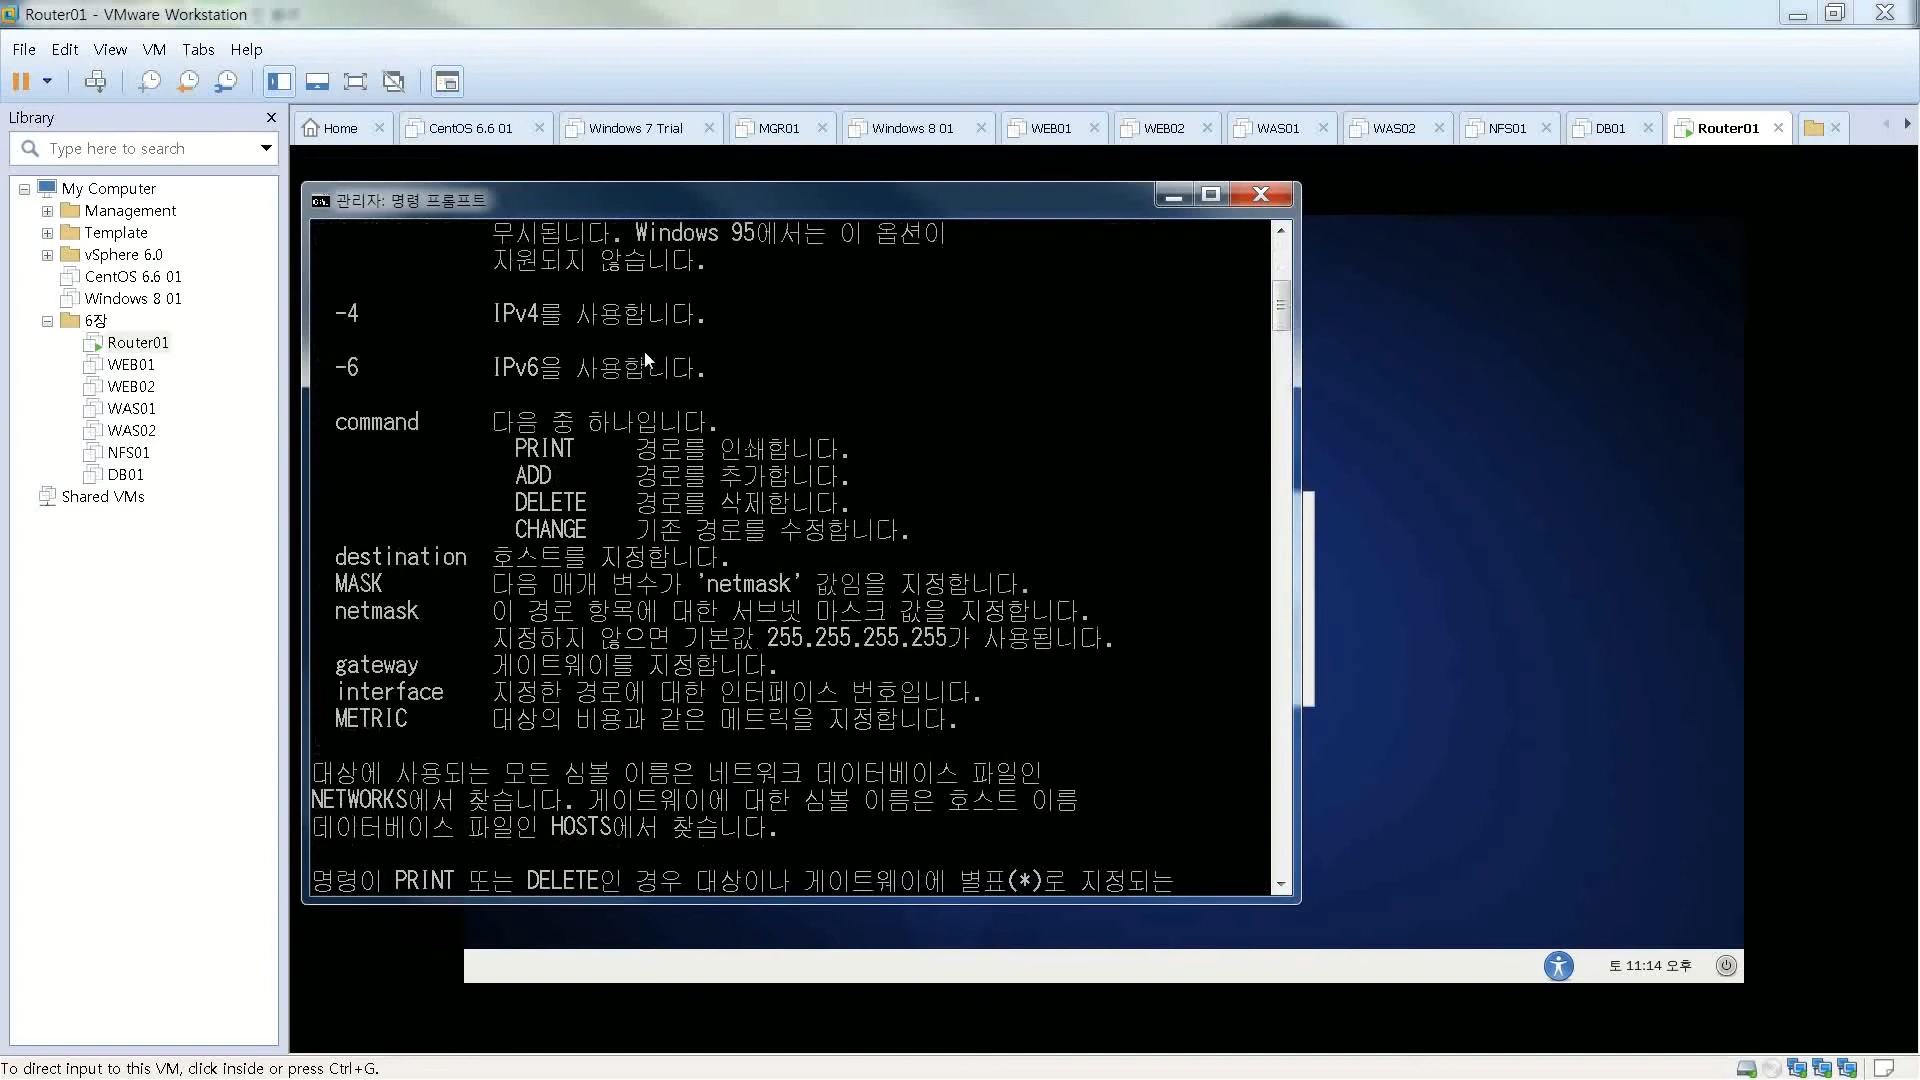 Router01 - VMware Workstation
File Edit View VM Tabs Help
Library
Type here to search
Home CentOS 6.6 01 Windows 7 Trial MGR01 Windows 8 01 WEB01 WEB02 WAS01 WAS02 NFS01 DB01 Router01
My Computer
Management
Template
vSphere 6.0
CentOS 6.6 01
Windows 8 01
6장
Router01
WEB01
WEB02
WAS01
WAS02
NFS01
DB01
Shared VMs
관리자: 명령 프롬프트
무시됩니다. Windows 95에서는 이 옵션이
지원되지 않습니다.
-4 IPv4를 사용합니다.
-6 IPv6을 사용합니다.
command 다음 중 하나입니다.
PRINT 경로를 인쇄합니다.
ADD 경로를 추가합니다.
DELETE 경로를 삭제합니다.
CHANGE 기존 경로를 수정합니다.
destination 호스트를 지정합니다.
MASK 다음 매개 변수가 'netmask' 값임을 지정합니다.
netmask 이 경로 항목에 대한 서브넷 마스크 값을 지정합니다.
지정하지 않으면 기본값 255.255.255.255가 사용됩니다.
gateway 게이트웨이를 지정합니다.
interface 지정한 경로에 대한 인터페이스 번호입니다.
METRIC 대상의 비용과 같은 메트릭을 지정합니다.
대상에 사용되는 모든 심볼 이름은 네트워크 데이터베이스 파일인
NETWORKS에서 찾습니다. 게이트웨이에 대한 심볼 이름은 호스트 이름
데이터베이스 파일인 HOSTS에서 찾습니다.
명령이 PRINT 또는 DELETE인 경우 대상이나 게이트웨이에 별표(*)로 지정되는
토 11:14 오후
To direct input to this VM, click inside or press Ctrl+G.